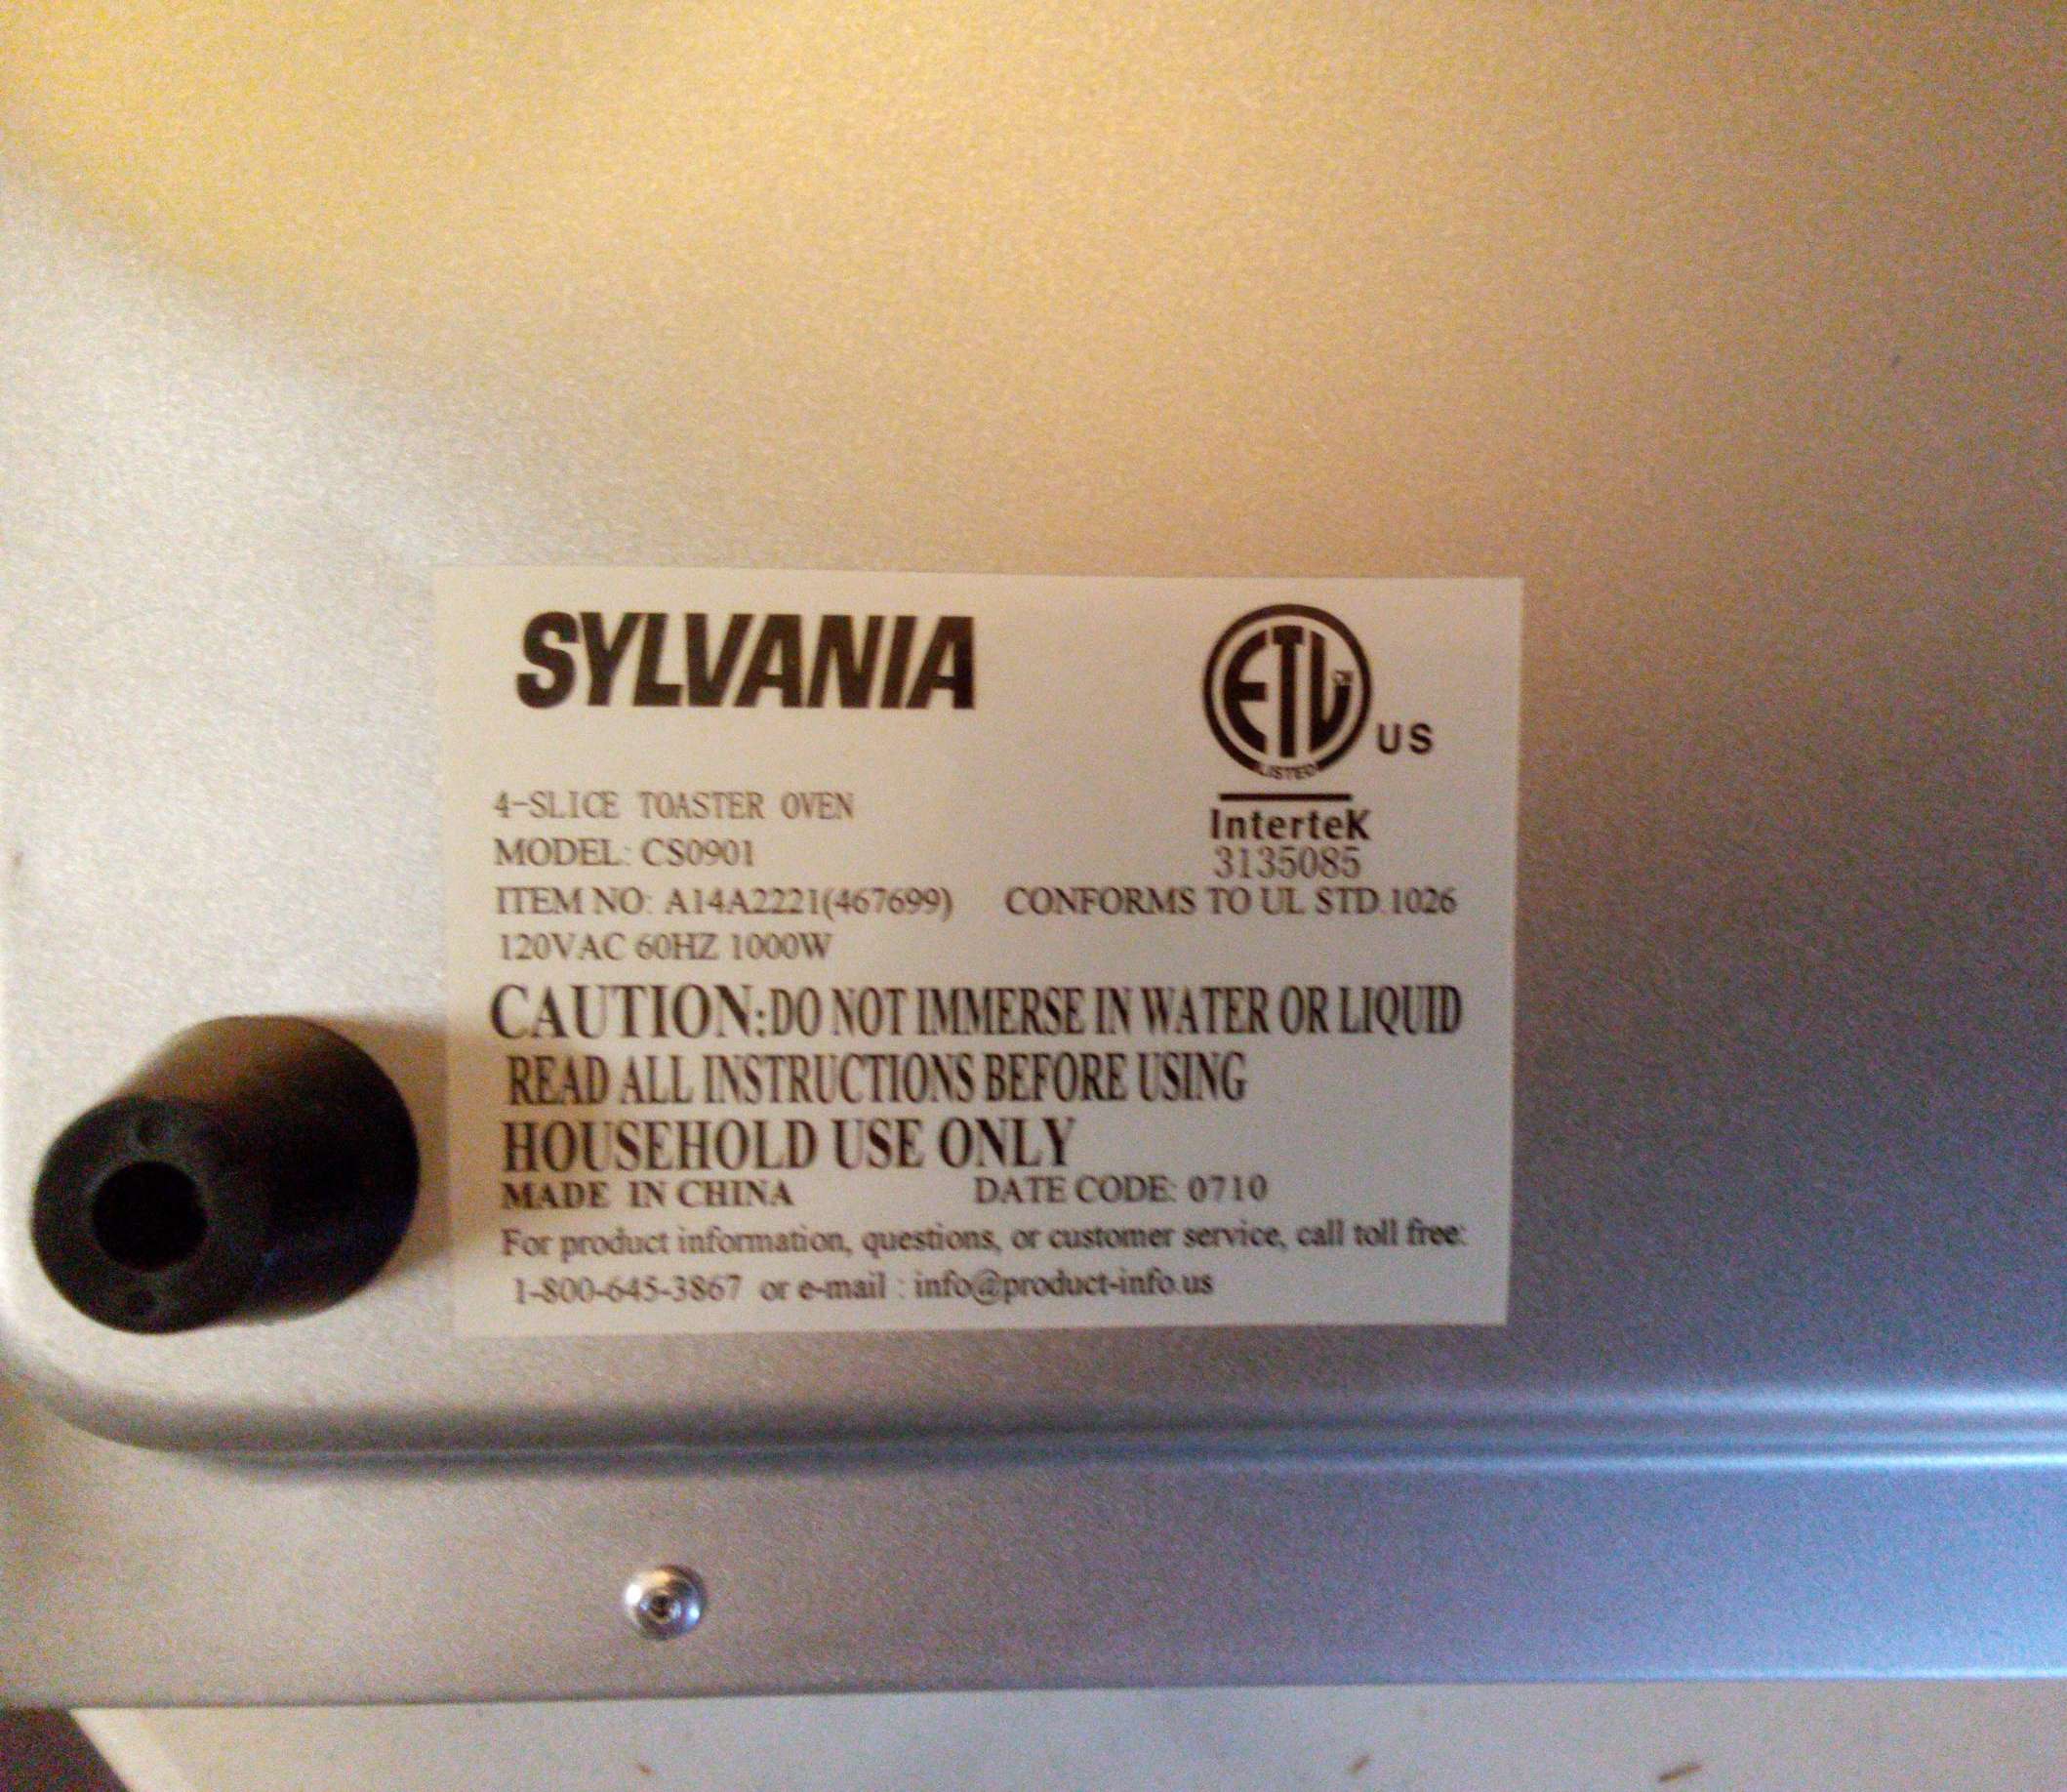 SYLVANIA
ETL
LISTED
US
Intertek
3135085
4-SLICE TOASTER OVEN
MODEL: CS0901
ITEM NO: A14A2221(467699) CONFORMS TO UL STD.1026
120VAC 60HZ 1000W
CAUTION:DO NOT IMMERSE IN WATER OR LIQUID
READ ALL INSTRUCTIONS BEFORE USING
HOUSEHOLD USE ONLY
MADE IN CHINA DATE CODE: 0710
For product information, questions, or customer service, call toll free:
1-800-645-3867 or e-mail : info@product-info.us